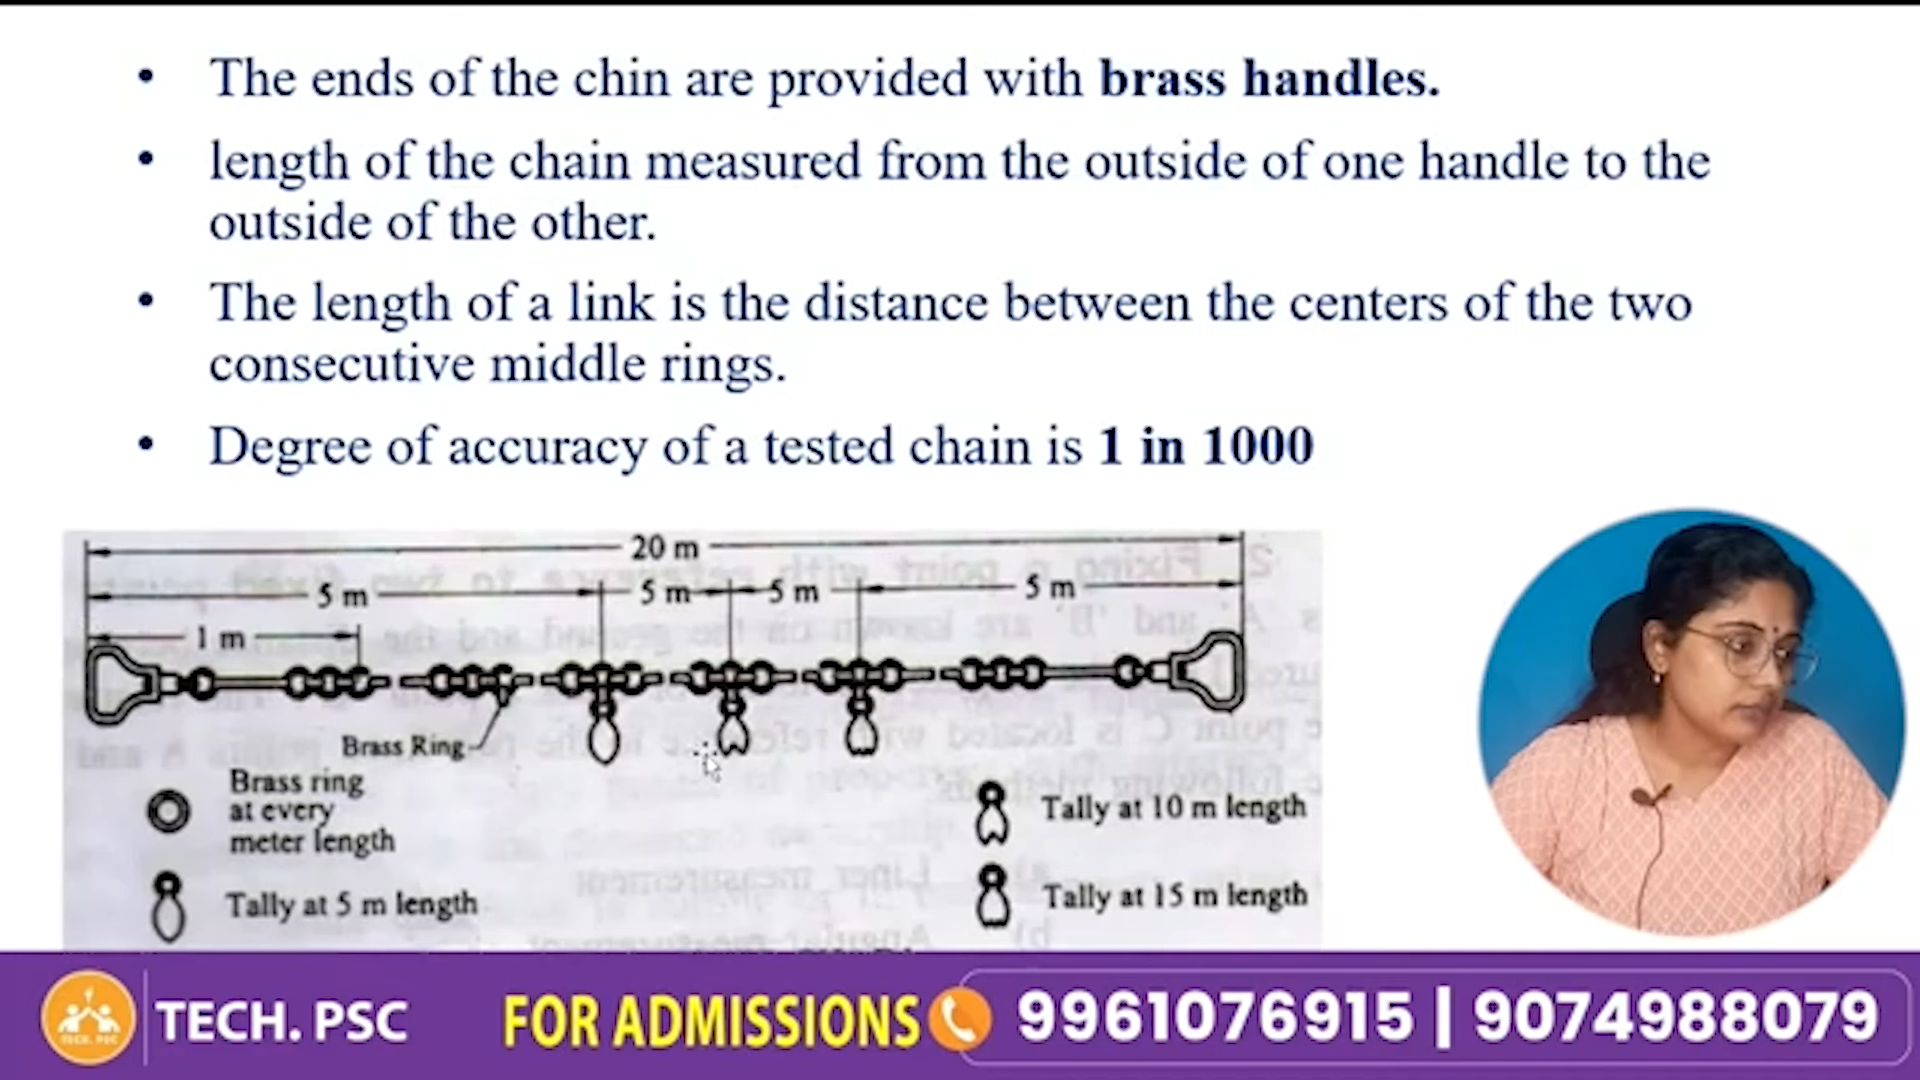 • The ends of the chin are provided with brass handles.
• length of the chain measured from the outside of one handle to the
outside of the other.
• The length of a link is the distance between the centers of the two
consecutive middle rings.
• Degree of accuracy of a tested chain is 1 in 1000
20 m
5 m 5 m 5 m 5 m
1 m
Brass Ring
Brass ring
at every
meter length
Tally at 5 m length
Tally at 10 m length
Tally at 15 m length
TECH. PSC
TECH. PSC FOR ADMISSIONS 9961076915 | 9074988079